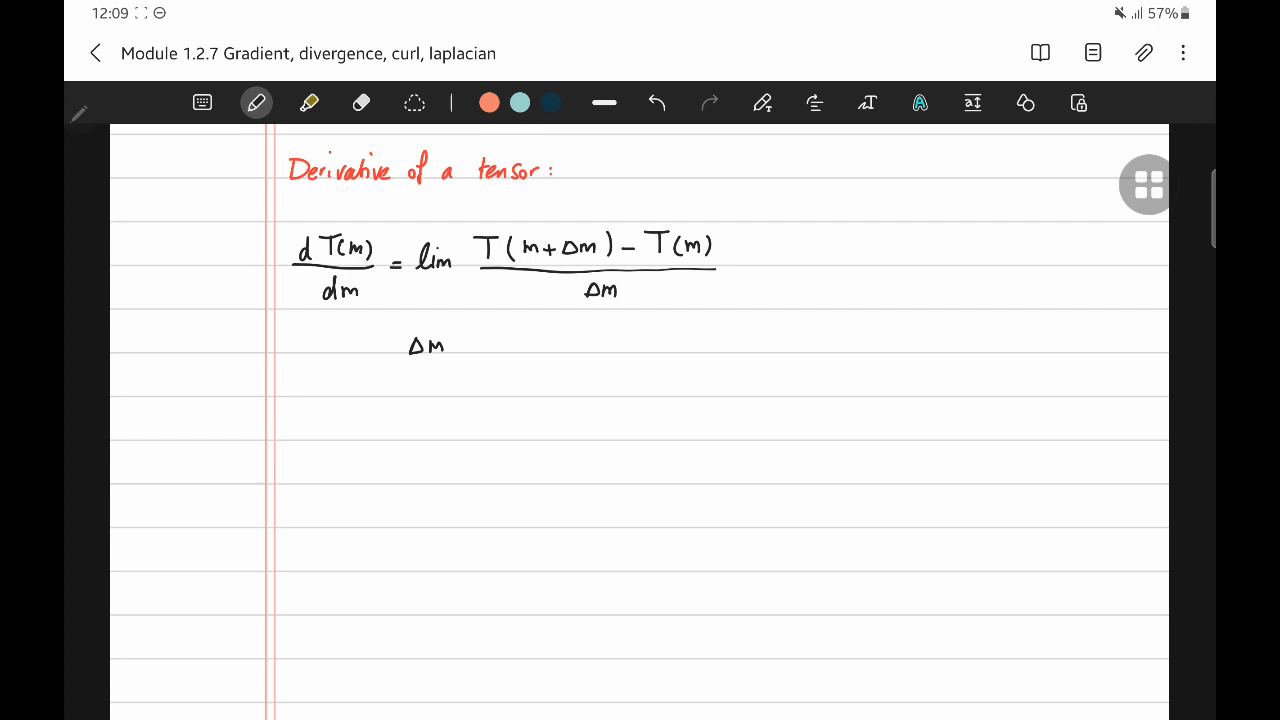 12:09 57%
Module 1.2.7 Gradient, divergence, curl, laplacian
Derivative of a tensor:
dT(m)/dm = lim (T(m+Δm) − T(m))/Δm
Δm